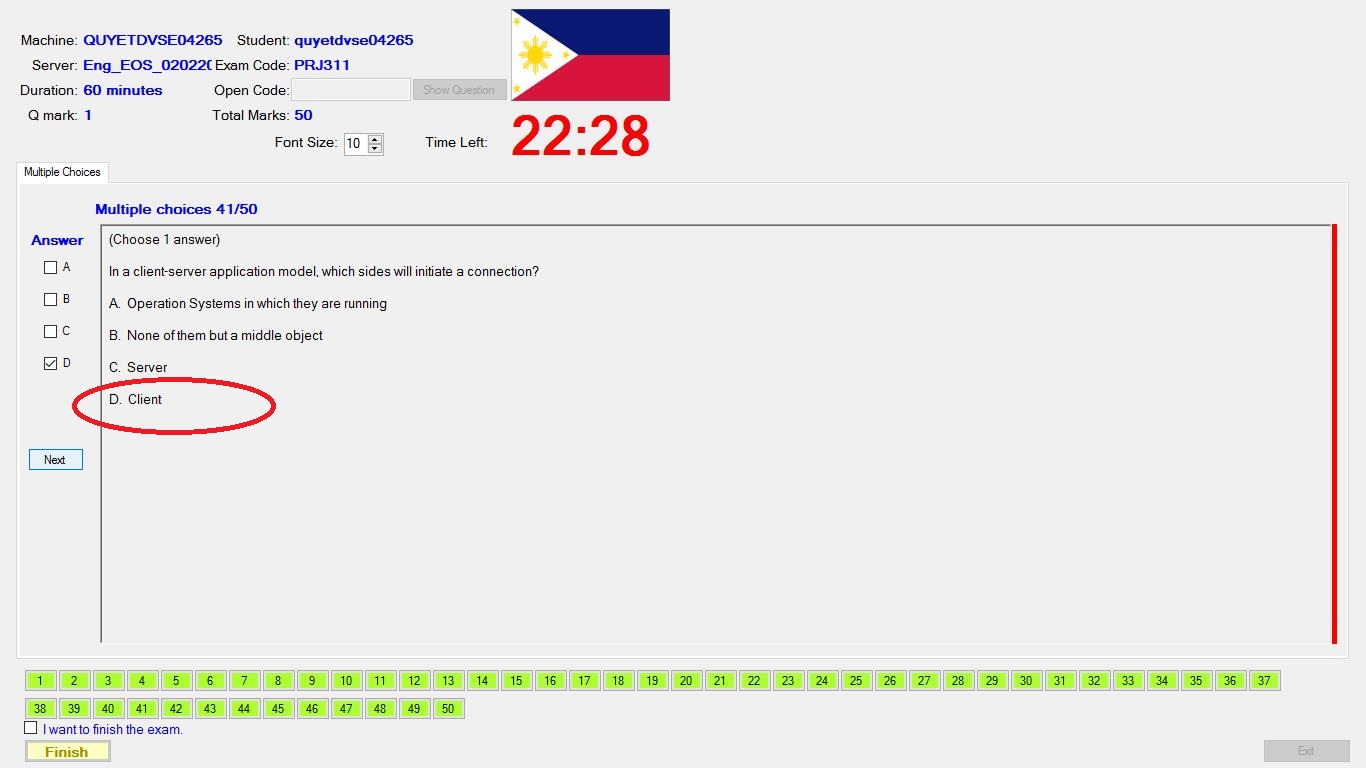 Machine: QUYETDVSE04265 Student: quyetdvse04265
Server: Eng_EOS_020220 Exam Code: PRJ311
Duration: 60 minutes Open Code: Show Question
Q mark: 1 Total Marks: 50
Font Size: 10 Time Left: 22:28
Multiple Choices
Multiple choices 41/50
Answer
(Choose 1 answer)
A
In a client-server application model, which sides will initiate a connection?
B
A. Operation Systems in which they are running
C
B. None of them but a middle object
D
C. Server
D. Client
Next
1 2 3 4 5 6 7 8 9 10 11 12 13 14 15 16 17 18 19 20 21 22 23 24 25 26 27 28 29 30 31 32 33 34 35 36 37
38 39 40 41 42 43 44 45 46 47 48 49 50
I want to finish the exam.
Finish Exit